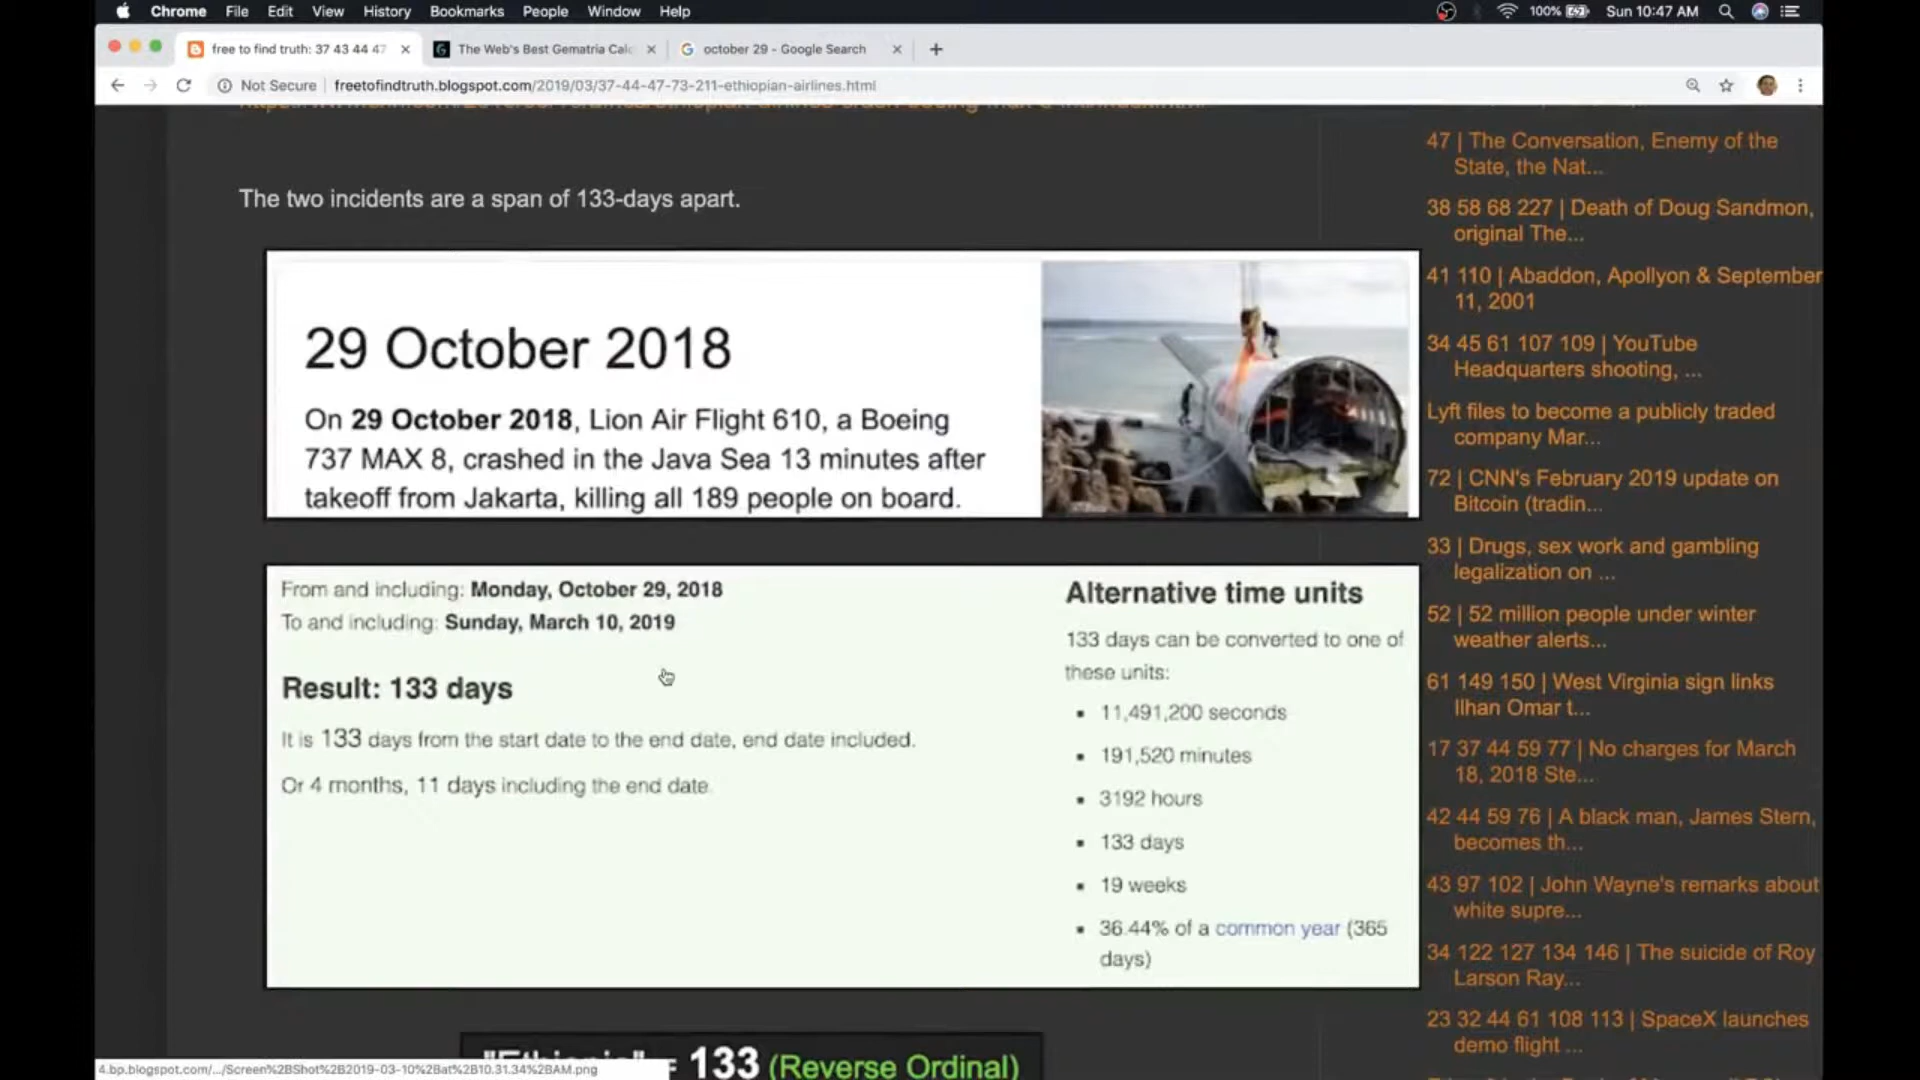 Chrome File Edit View History Bookmarks People Window Help 100% Sun 10:47 AM
free to find truth: 37 43 44 47 The Web's Best Gematria Calc october 29 - Google Search
Not Secure | freetofindtruth.blogspot.com/2019/03/37-44-47-73-211-ethiopian-airlines.html
The two incidents are a span of 133-days apart.
29 October 2018
On 29 October 2018, Lion Air Flight 610, a Boeing
737 MAX 8, crashed in the Java Sea 13 minutes after
takeoff from Jakarta, killing all 189 people on board.
From and including: Monday, October 29, 2018
To and including: Sunday, March 10, 2019
Result: 133 days
It is 133 days from the start date to the end date, end date included.
Or 4 months, 11 days including the end date.
Alternative time units
133 days can be converted to one of
these units:
11,491,200 seconds
191,520 minutes
3192 hours
133 days
19 weeks
36.44% of a common year (365
days)
"Ethiopia" = 133 (Reverse Ordinal)
4.bp.blogspot.com/.../Screen%2BShot%2B2019-03-10%2Bat%2B10.31.34%2BAM.png
47 | The Conversation, Enemy of the
State, the Nat...
38 58 68 227 | Death of Doug Sandmon,
original The...
41 110 | Abaddon, Apollyon & September
11, 2001
34 45 61 107 109 | YouTube
Headquarters shooting, ...
Lyft files to become a publicly traded
company Mar...
72 | CNN's February 2019 update on
Bitcoin (tradin...
33 | Drugs, sex work and gambling
legalization on ...
52 | 52 million people under winter
weather alerts...
61 149 150 | West Virginia sign links
Ilhan Omar t...
17 37 44 59 77 | No charges for March
18, 2018 Ste...
42 44 59 76 | A black man, James Stern,
becomes th...
43 97 102 | John Wayne's remarks about
white supre...
34 122 127 134 146 | The suicide of Roy
Larson Ray...
23 32 44 61 108 113 | SpaceX launches
demo flight ...